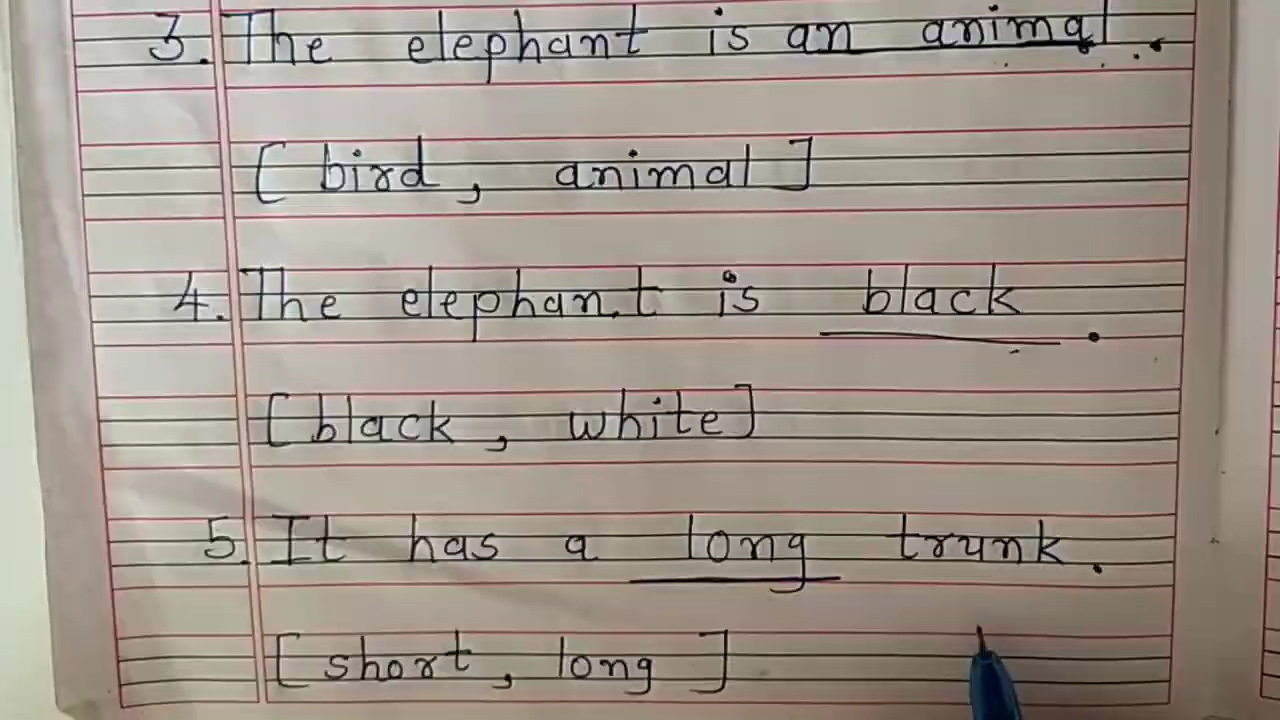 3. The elephant is an animal.
[bird, animal]
4. The elephant is black.
[black, white]
5. It has a long trunk.
[short, long]